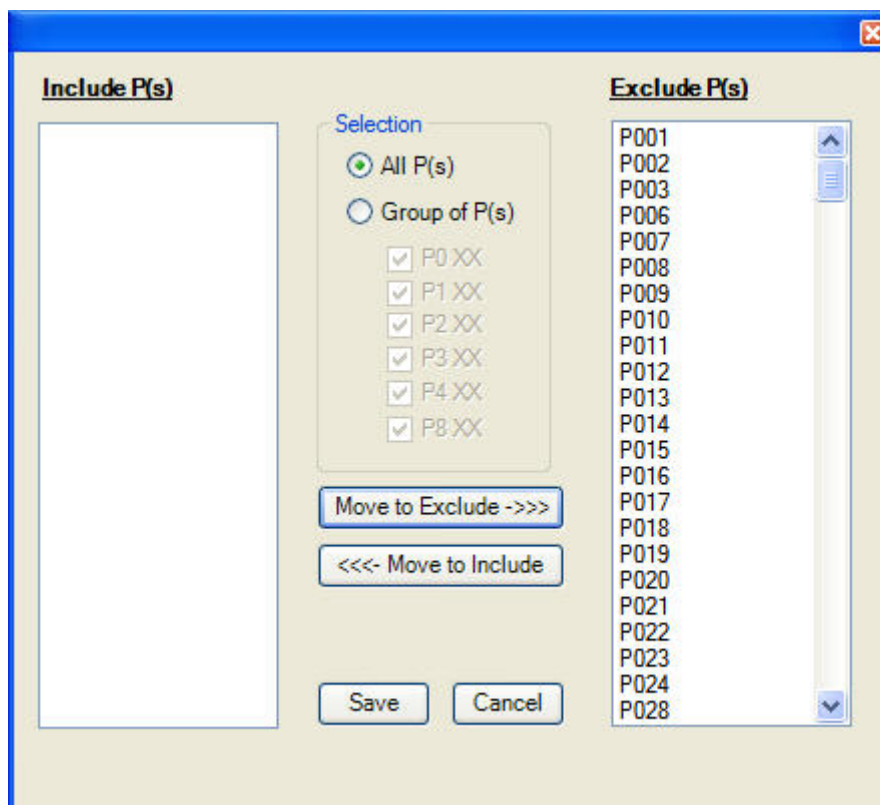 Include P(s)
Exclude P(s)
Selection
All P(s)
Group of P(s)
P0 XX
P1 XX
P2 XX
P3 XX
P4 XX
P8 XX
Move to Exclude ->>>
<<<- Move to Include
Save
Cancel
P001
P002
P003
P006
P007
P008
P009
P010
P011
P012
P013
P014
P015
P016
P017
P018
P019
P020
P021
P022
P023
P024
P028